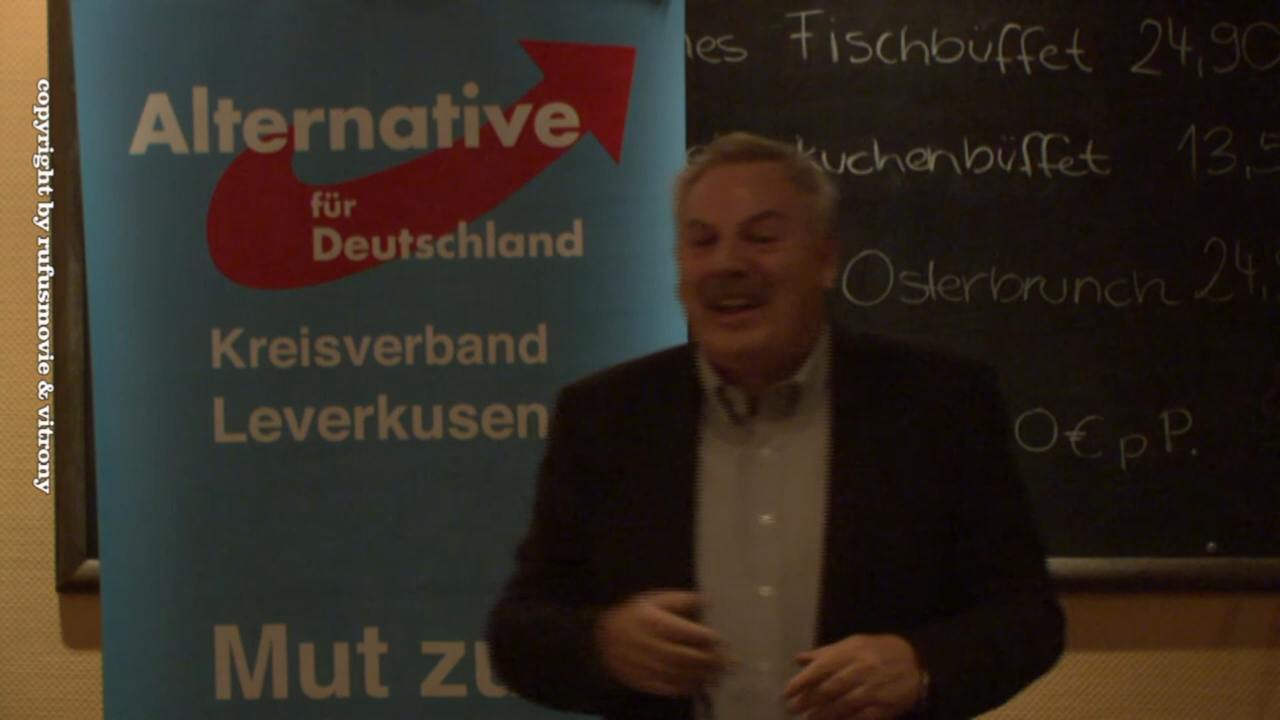 copyright by rufusmovie & vitrony
Alternative
für
Deutschland
Kreisverband
Leverkusen
Mut zu
Fischbüffet 24,90
kuchenbüffet 13,5
Osterbrunch 24,
0€ p P.